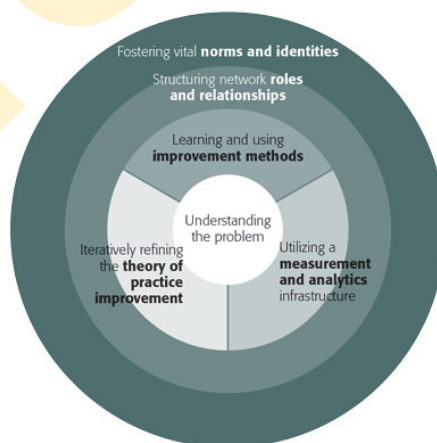 Fostering vital norms and identities
Structuring network roles
and relationships
Learning and using
improvement methods
Understanding
the problem
Iteratively refining
the theory of
practice
improvement
Utilizing a
measurement
and analytics
infrastructure